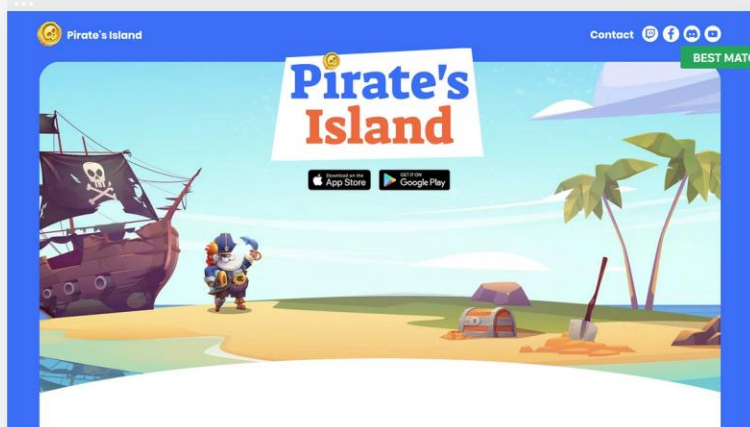 Pirate's Island
Contact
BEST MATC
Pirate's
Island
Download on the
App Store
GET IT ON
Google Play